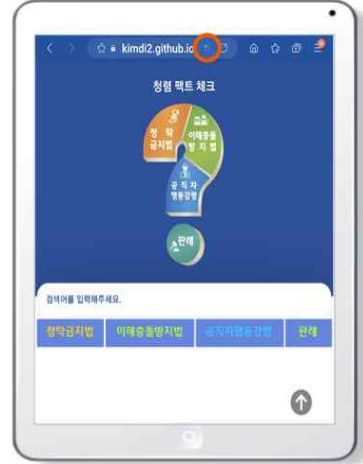 kimdi2.github.io
청렴 팩트 체크
청 탁
금지법
이해충돌
방 지 법
공 직 자
행동강령
판례
검색어를 입력해주세요.
청탁금지법 이해충돌방지법 공직자행동강령 판례